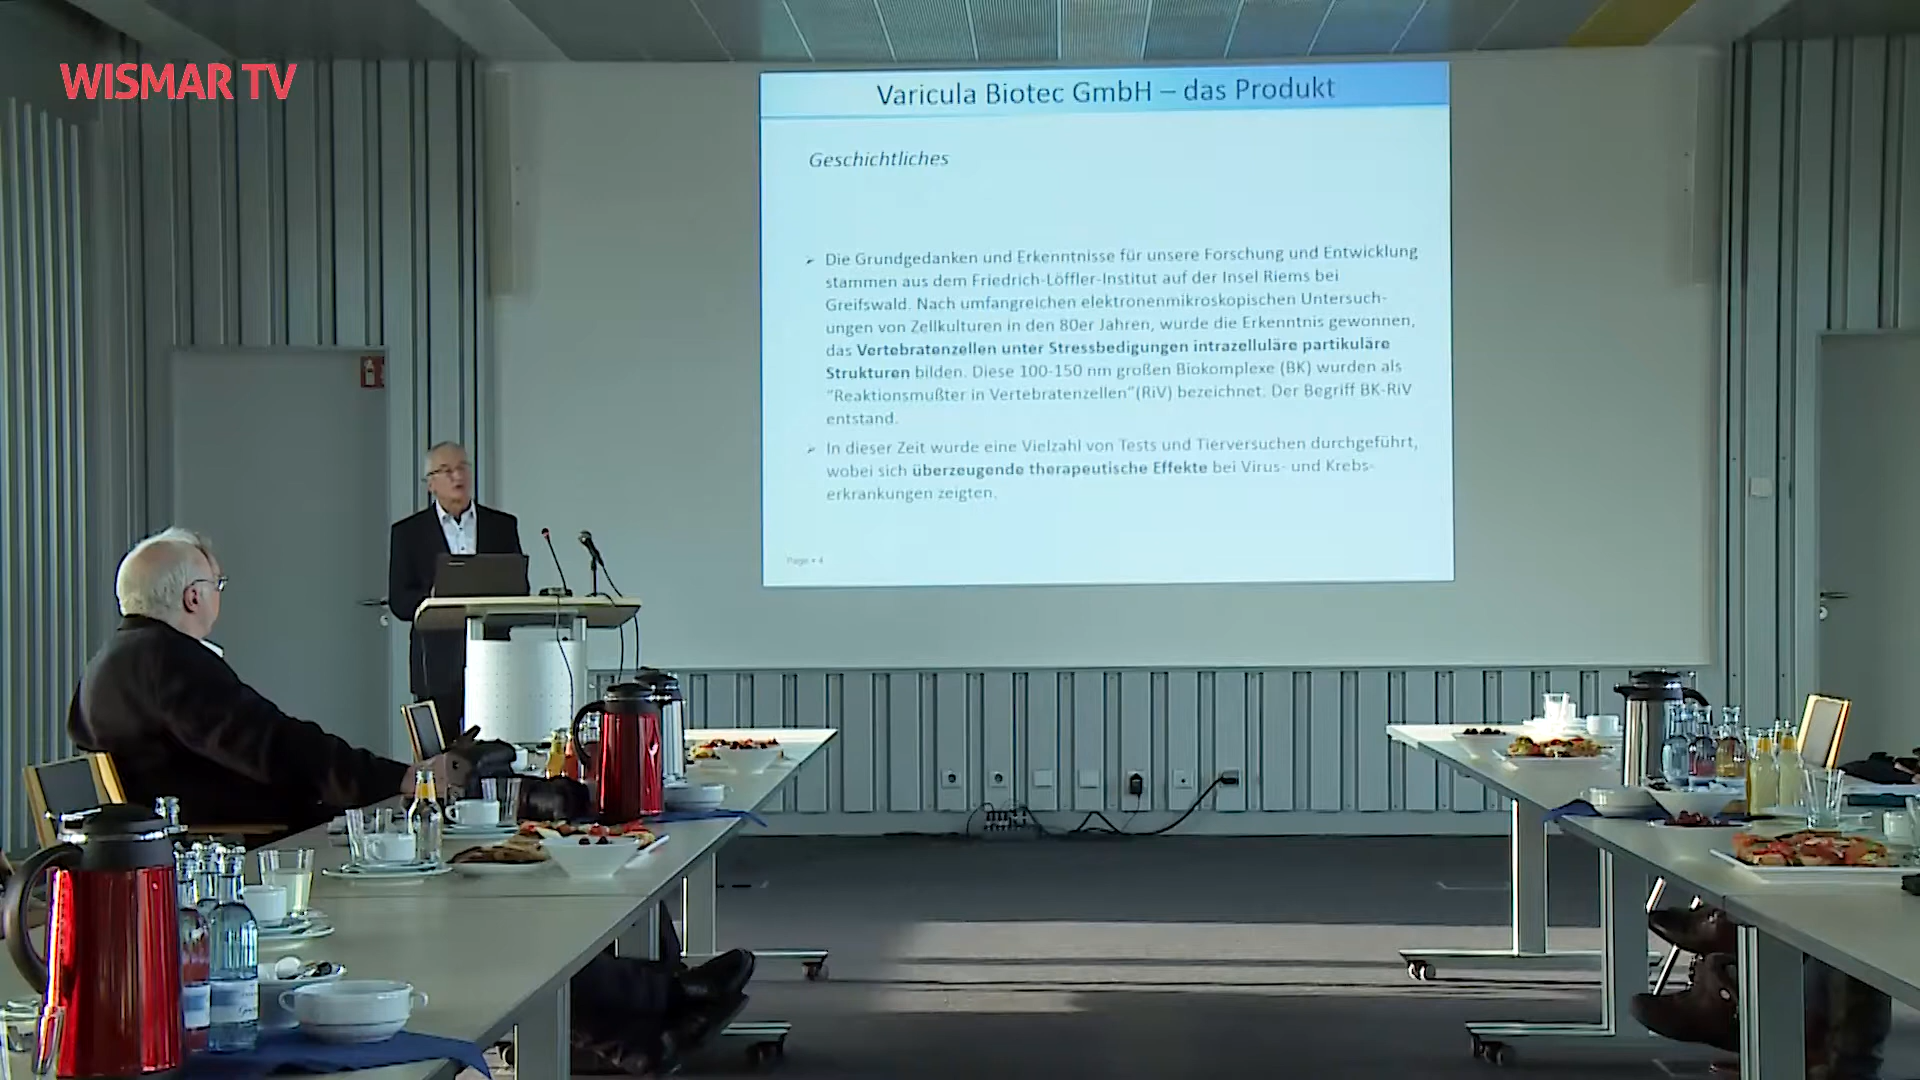 WISMAR TV
Varicula Biotec GmbH – das Produkt
Geschichtliches
➢ Die Grundgedanken und Erkenntnisse für unsere Forschung und Entwicklung
stammen aus dem Friedrich-Löffler-Institut auf der Insel Riems bei
Greifswald. Nach umfangreichen elektronenmikroskopischen Untersuch-
ungen von Zellkulturen in den 80er Jahren, wurde die Erkenntnis gewonnen,
das Vertebratenzellen unter Stressbedigungen intrazelluläre partikuläre
Strukturen bilden. Diese 100-150 nm großen Biokomplexe (BK) wurden als
"Reaktionsmußter in Vertebratenzellen"(RiV) bezeichnet. Der Begriff BK-RiV
entstand.
➢ In dieser Zeit wurde eine Vielzahl von Tests und Tierversuchen durchgeführt,
wobei sich überzeugende therapeutische Effekte bei Virus- und Krebs-
erkrankungen zeigten.
Page ▪ 4